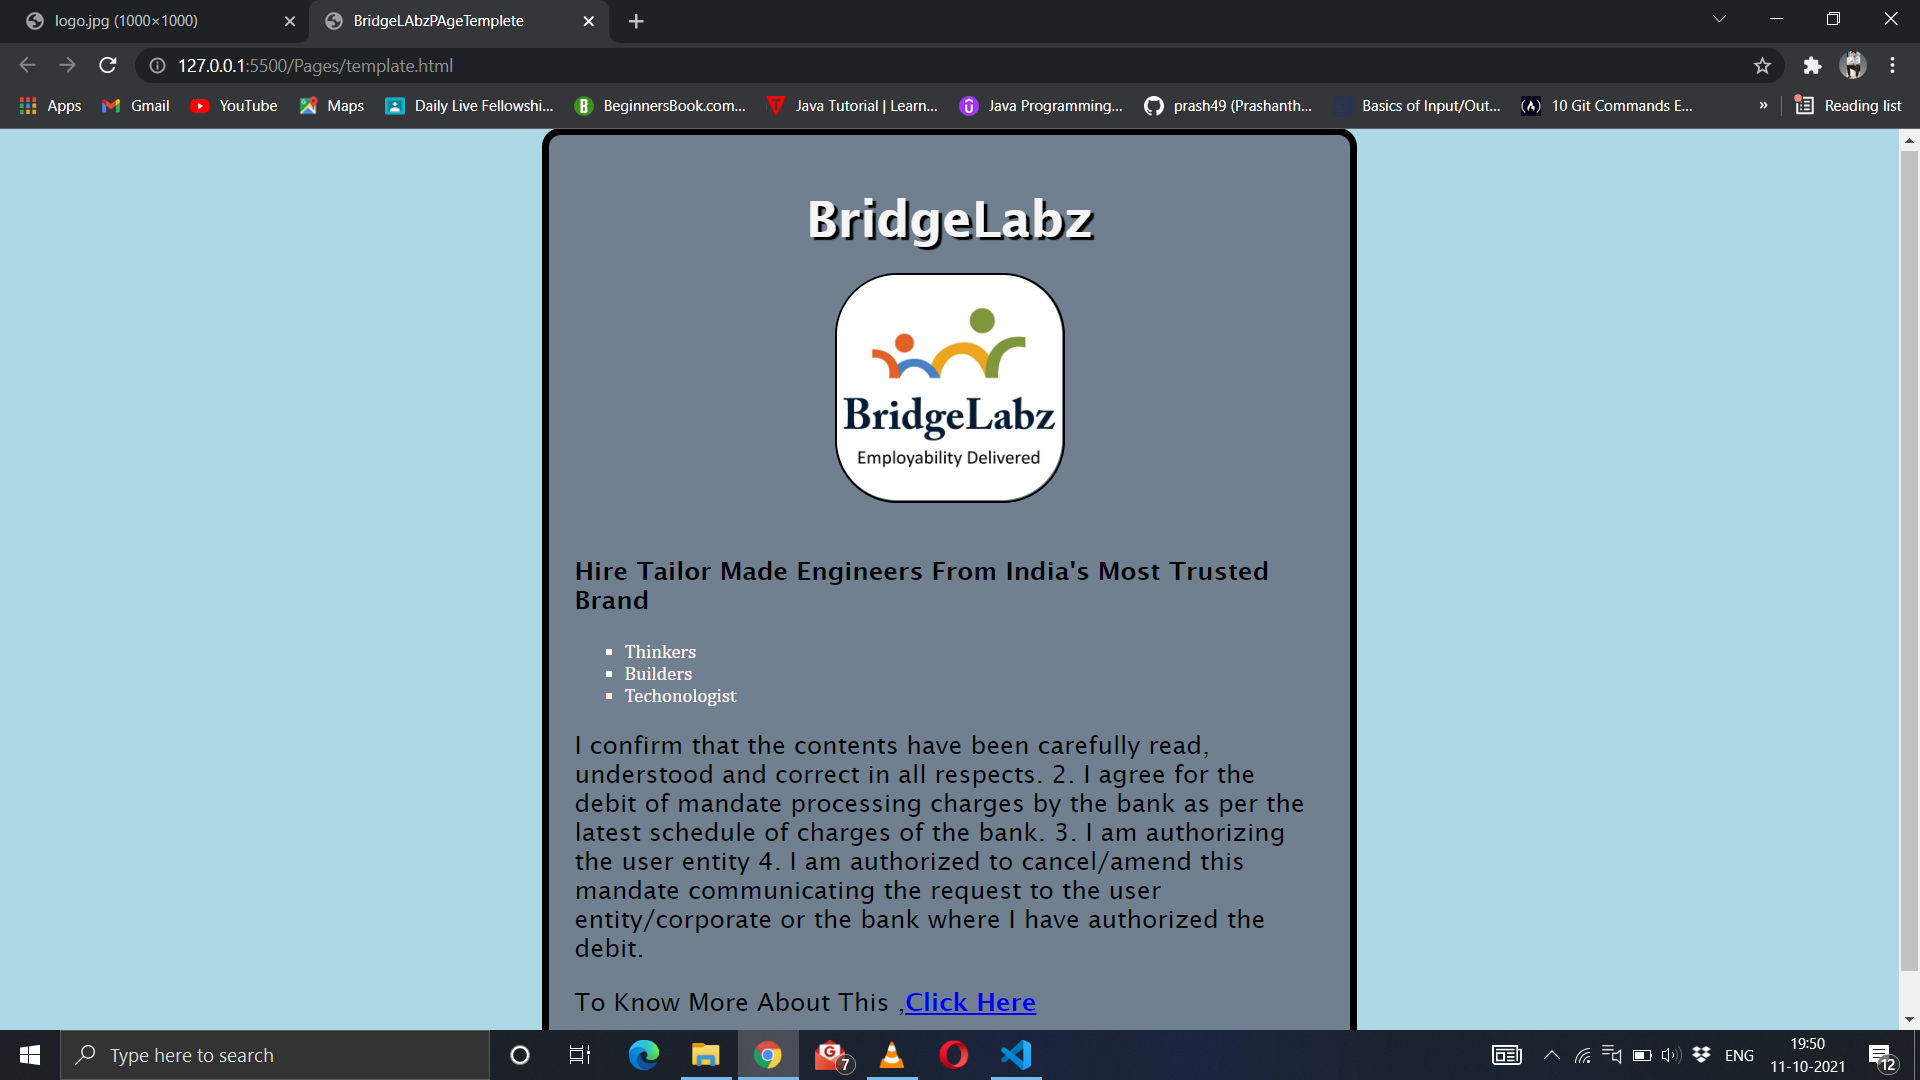 logo.jpg (1000×1000)
BridgeLAbzPAgeTemplete
127.0.0.1:5500/Pages/template.html
Apps
Gmail
YouTube
Maps
Daily Live Fellowshi...
BeginnersBook.com...
Java Tutorial | Learn...
Java Programming,...
prash49 (Prashanth...
Basics of Input/Out...
10 Git Commands E...
»
Reading list
BridgeLabz
BridgeLabz
Employability Delivered
Hire Tailor Made Engineers From India's Most Trusted
Brand
Thinkers
Builders
Techonologist
I confirm that the contents have been carefully read,
understood and correct in all respects. 2. I agree for the
debit of mandate processing charges by the bank as per the
latest schedule of charges of the bank. 3. I am authorizing
the user entity 4. I am authorized to cancel/amend this
mandate communicating the request to the user
entity/corporate or the bank where I have authorized the
debit.
To Know More About This ,Click Here
Type here to search
7
ENG
19:50
11-10-2021
12